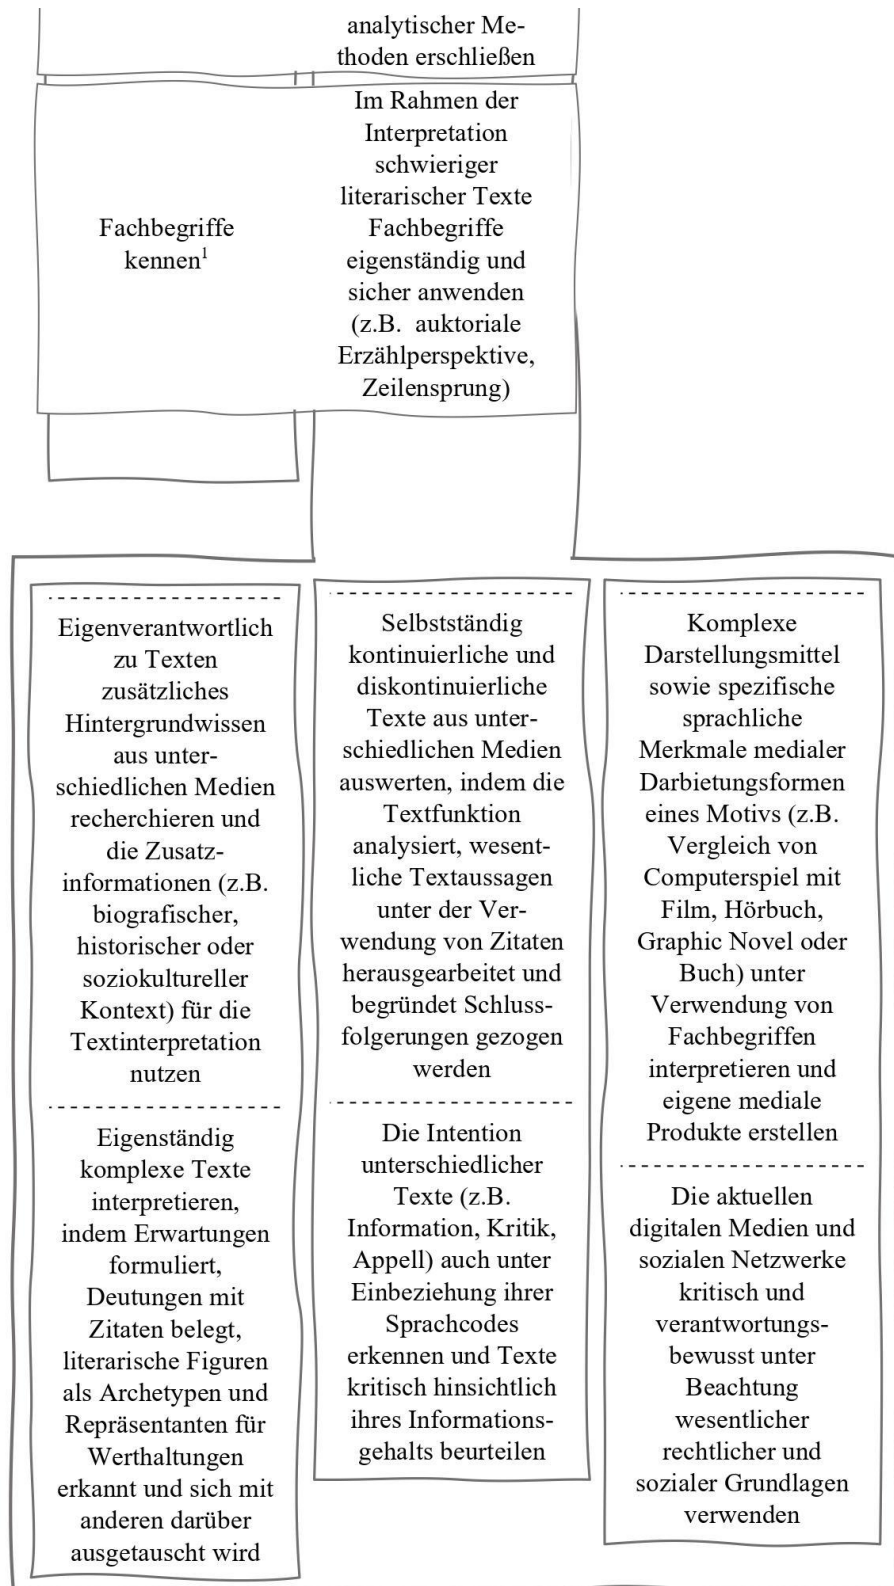 analytischer Me-
thoden erschließen
Fachbegriffe
kennen¹
Im Rahmen der
Interpretation
schwieriger
literarischer Texte
Fachbegriffe
eigenständig und
sicher anwenden
(z.B. auktoriale
Erzählperspektive,
Zeilensprung)
Eigenverantwortlich
zu Texten
zusätzliches
Hintergrundwissen
aus unter-
schiedlichen Medien
recherchieren und
die Zusatz-
informationen (z.B.
biografischer,
historischer oder
soziokultureller
Kontext) für die
Textinterpretation
nutzen
Eigenständig
komplexe Texte
interpretieren,
indem Erwartungen
formuliert,
Deutungen mit
Zitaten belegt,
literarische Figuren
als Archetypen und
Repräsentanten für
Werthaltungen
erkannt und sich mit
anderen darüber
ausgetauscht wird
Selbstständig
kontinuierliche und
diskontinuierliche
Texte aus unter-
schiedlichen Medien
auswerten, indem die
Textfunktion
analysiert, wesent-
liche Textaussagen
unter der Ver-
wendung von Zitaten
herausgearbeitet und
begründet Schluss-
folgerungen gezogen
werden
Die Intention
unterschiedlicher
Texte (z.B.
Information, Kritik,
Appell) auch unter
Einbeziehung ihrer
Sprachcodes
erkennen und Texte
kritisch hinsichtlich
ihres Informations-
gehalts beurteilen
Komplexe
Darstellungsmittel
sowie spezifische
sprachliche
Merkmale medialer
Darbietungsformen
eines Motivs (z.B.
Vergleich von
Computerspiel mit
Film, Hörbuch,
Graphic Novel oder
Buch) unter
Verwendung von
Fachbegriffen
interpretieren und
eigene mediale
Produkte erstellen
Die aktuellen
digitalen Medien und
sozialen Netzwerke
kritisch und
verantwortungs-
bewusst unter
Beachtung
wesentlicher
rechtlicher und
sozialer Grundlagen
verwenden